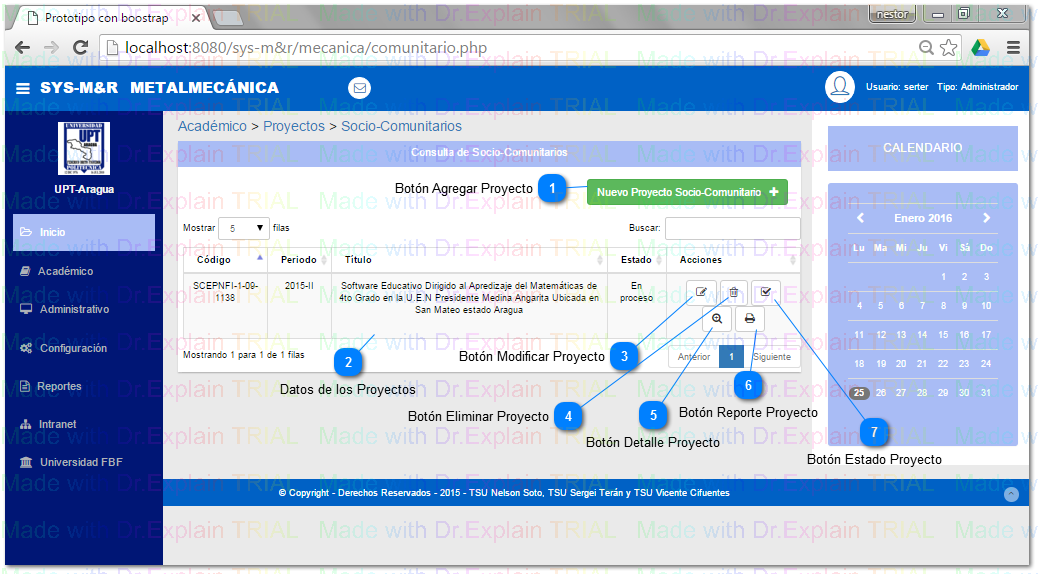 Prototipo con boostrap
nestor
localhost:8080/sys-m&r/mecanica/comunitario.php
SYS-M&R METALMECÁNICA
Usuario: serter Tipo: Administrador
UNIVERSIDAD
UPT
ARAGUA
POLITECNICA
UPT-Aragua
Inicio
Académico
Administrativo
Configuración
Reportes
Intranet
Universidad FBF
Académico > Proyectos > Socio-Comunitarios
Consulta de Socio-Comunitarios
Botón Agregar Proyecto 1
Nuevo Proyecto Socio-Comunitario +
Mostrar 5 filas
Buscar:
Código Periodo Título Estado Acciones
SCEPNFI-1-09-1138
2015-II
Software Educativo Dirigido al Apredizaje del Matemáticas de
4to Grado en la U.E.N Presidente Medina Angarita Ubicada en
San Mateo estado Aragua
En
proceso
Mostrando 1 para 1 de 1 filas
Anterior 1 Siguiente
2
Datos de los Proyectos
Botón Modificar Proyecto 3
Botón Eliminar Proyecto 4
5
Botón Detalle Proyecto
6
Botón Reporte Proyecto
7
Botón Estado Proyecto
CALENDARIO
Enero 2016
Lu Ma Mi Ju Vi Sá Do
1 2 3
4 5 6 7 8 9 10
11 12 13 14 15 16 17
18 19 20 21 22 23 24
25 26 27 28 29 30 31
© Copyright - Derechos Reservados - 2015 - TSU Nelson Soto, TSU Sergei Terán y TSU Vicente Cifuentes
Made with Dr.Explain TRIAL